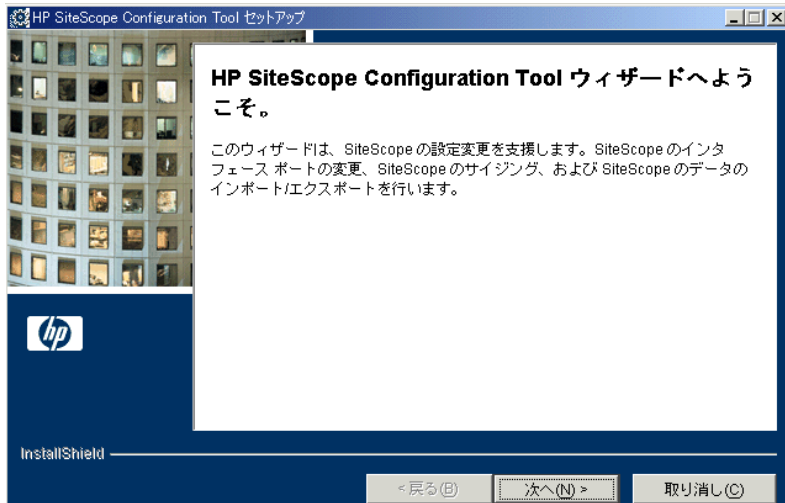 HP SiteScope Configuration Tool セットアップ
HP SiteScope Configuration Tool ウィザードへよう
こそ。
このウィザードは、SiteScope の設定変更を支援します。SiteScope のインタ
フェース ポートの変更、SiteScope のサイジング、および SiteScope のデータの
インポート/エクスポートを行います。
hp
InstallShield
< 戻る(B)
次へ(N) >
取り消し(C)